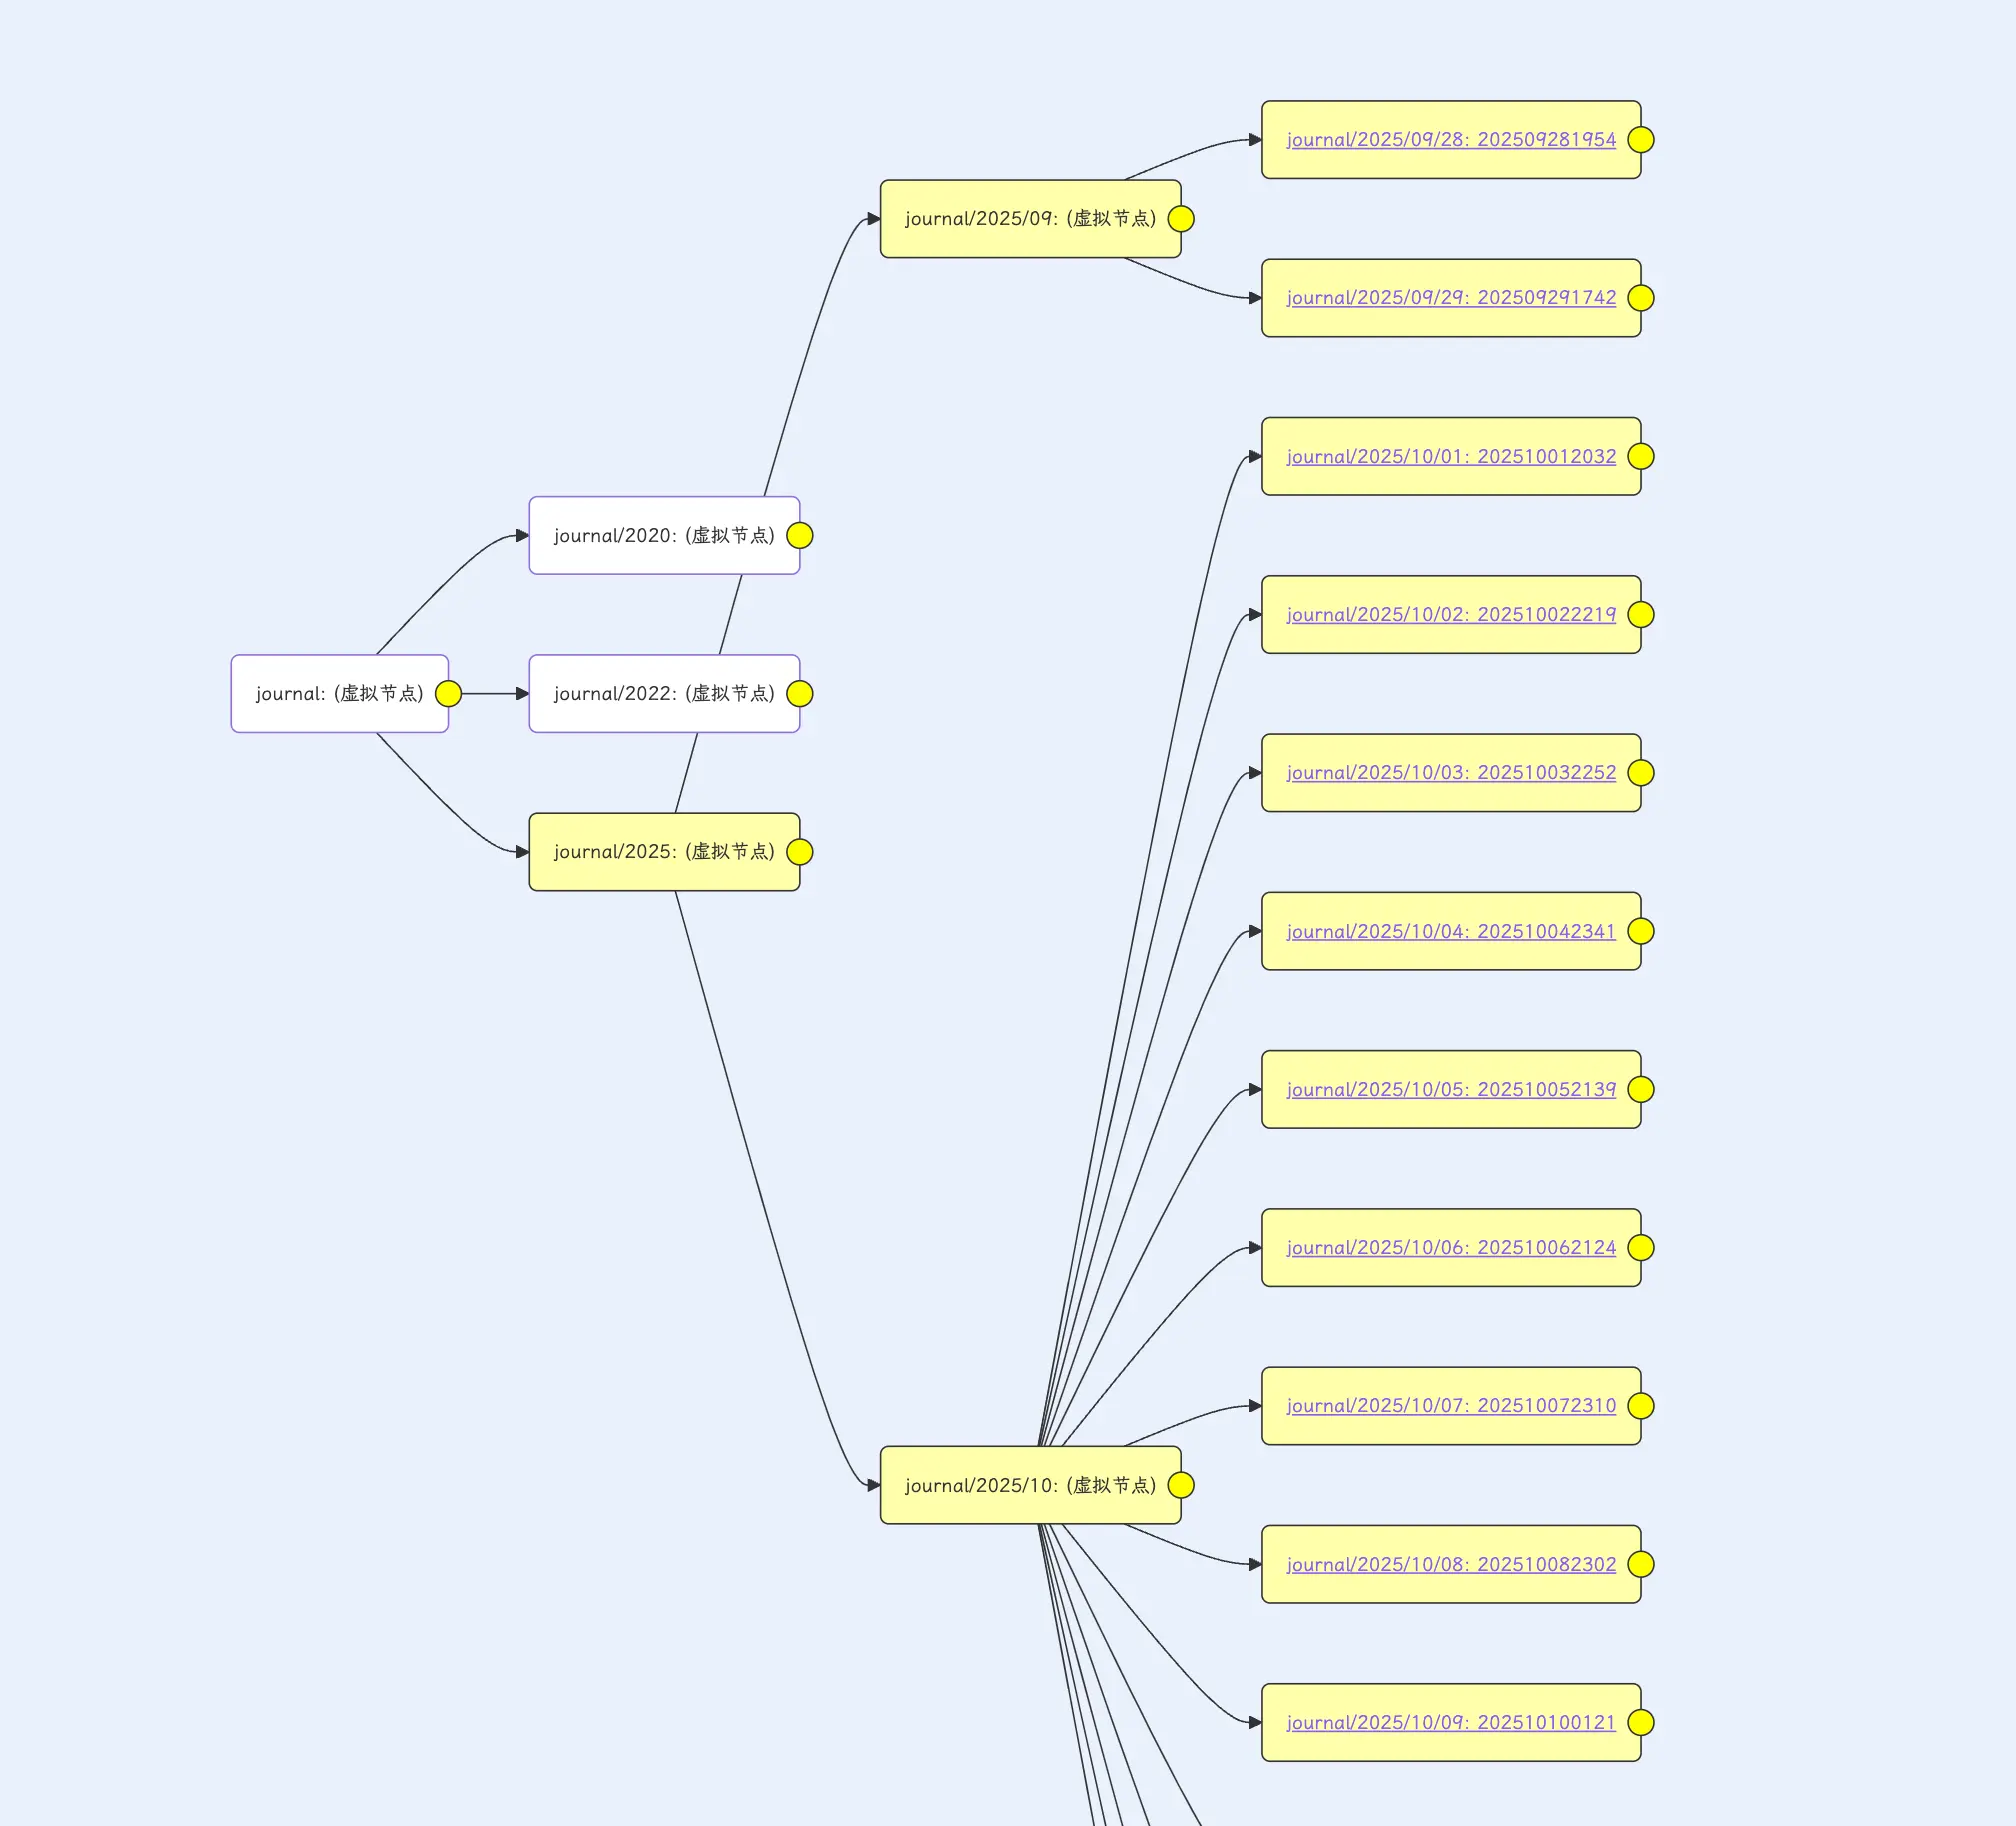 journal: (虚拟节点)
journal/2020: (虚拟节点)
journal/2022: (虚拟节点)
journal/2025: (虚拟节点)
journal/2025/09: (虚拟节点)
journal/2025/09/28: 202509281954
journal/2025/09/29: 202509291742
journal/2025/10: (虚拟节点)
journal/2025/10/01: 202510012032
journal/2025/10/02: 202510022219
journal/2025/10/03: 202510032252
journal/2025/10/04: 202510042341
journal/2025/10/05: 202510052139
journal/2025/10/06: 202510062124
journal/2025/10/07: 202510072310
journal/2025/10/08: 202510082302
journal/2025/10/09: 202510100121